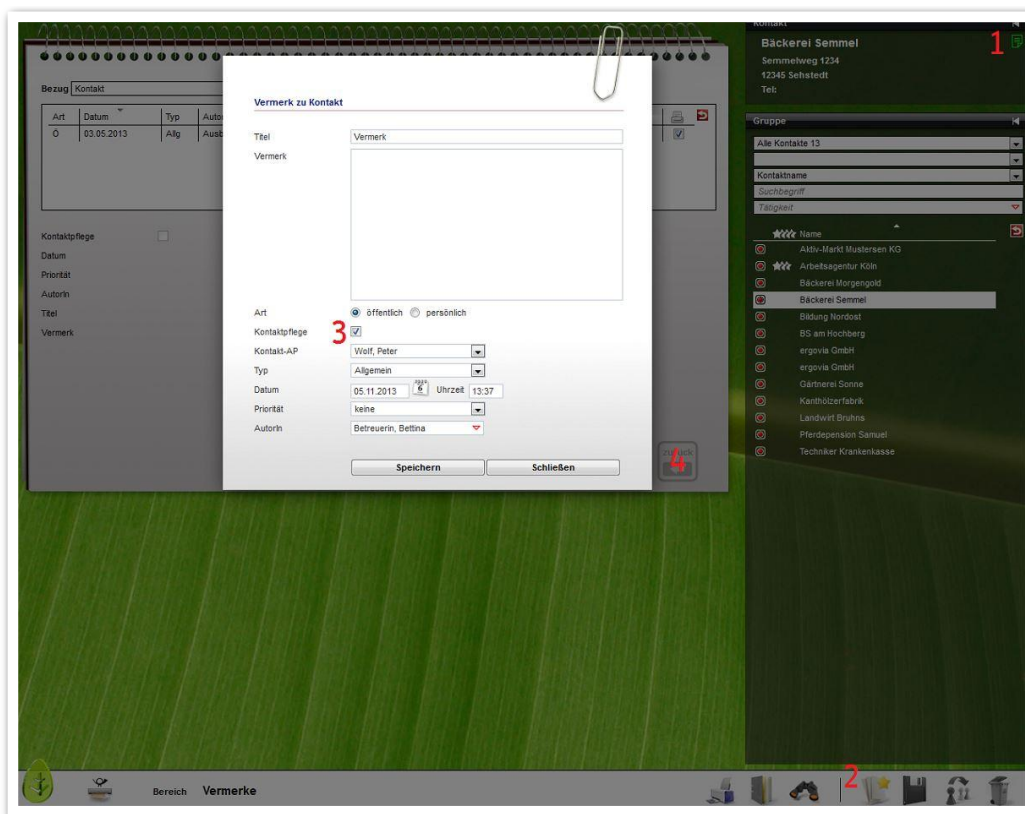 Kontakt
Bäckerei Semmel
1
Semmelweg 1234
12345 Sehstedt
Tel:
Bezug Kontakt
Art Datum Typ
Ö 03.05.2013 Allg
Kontaktpflege
Datum
Priorität
AutorIn
Titel
Vermerk
Vermerk zu Kontakt
Titel Vermerk
Vermerk
Art öffentlich persönlich
Kontaktpflege 3
Kontakt-AP Wolf, Peter
Typ Allgemein
Datum 05.11.2013 6 Uhrzeit 13:37
Priorität keine
AutorIn Betreuerin, Bettina
Speichern Schließen
zurück
4
Gruppe
Alle Kontakte 13
Kontaktname
Suchbegriff
Tätigkeit
Name
Aktiv-Markt Mustersen KG
Arbeitsagentur Köln
Bäckerei Morgengold
Bäckerei Semmel
Bildung Nordost
BS am Hochberg
ergovia GmbH
ergovia GmbH
Gärtnerei Sonne
Kanthölzerfabrik
Landwirt Bruhns
Pferdepension Samuel
Techniker Krankenkasse
Bereich Vermerke
2